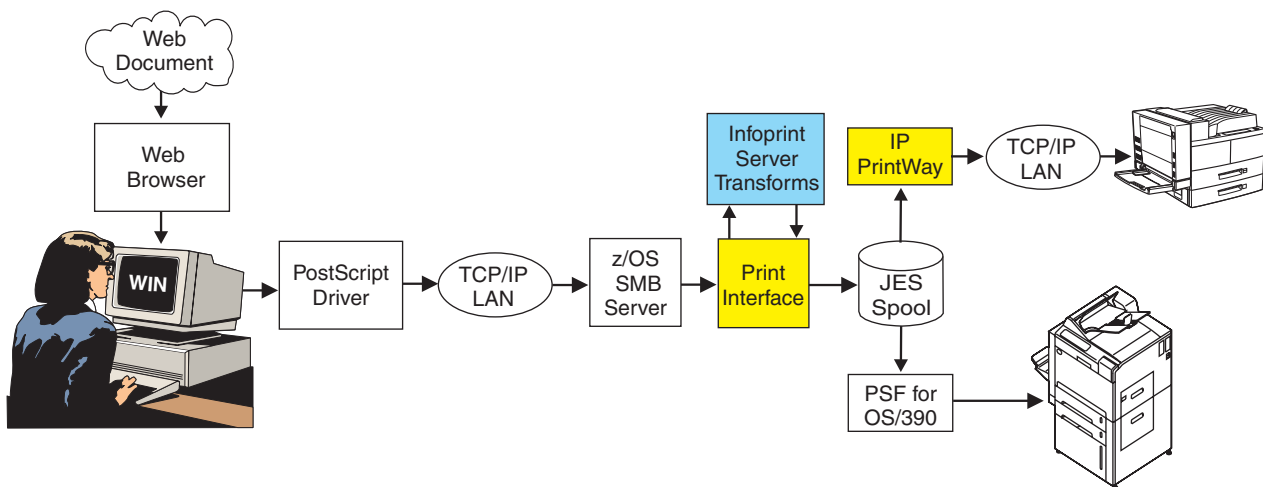 Web
Document
Web
Browser
WIN
PostScript
Driver
TCP/IP
LAN
z/OS
SMB
Server
Infoprint
Server
Transforms
Print
Interface
IP
PrintWay
TCP/IP
LAN
JES
Spool
PSF for
OS/390